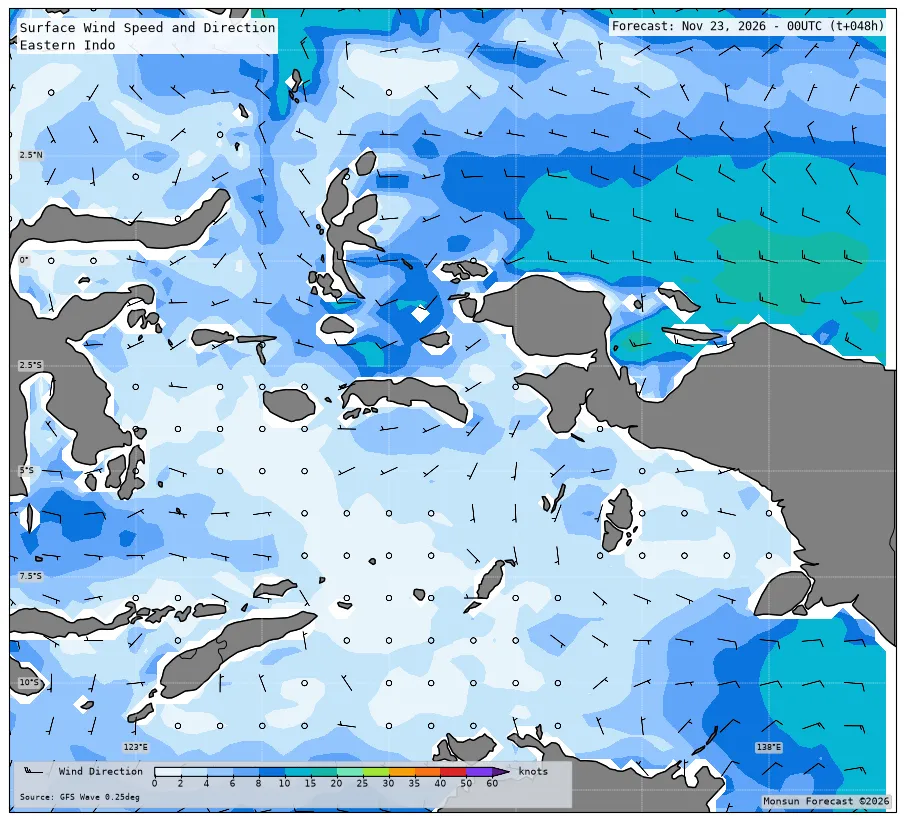 Surface Wind Speed and Direction
Eastern Indo
Forecast: Nov 23, 2026 - 00UTC (t+048h)
2.5°N
0°
2.5°S
5°S
7.5°S
10°S
123°E
138°E
Wind Direction
0 2 4 6 8 10 15 20 25 30 35 40 50 60
knots
Source: GFS Wave 0.25deg
Monsun Forecast ©2026